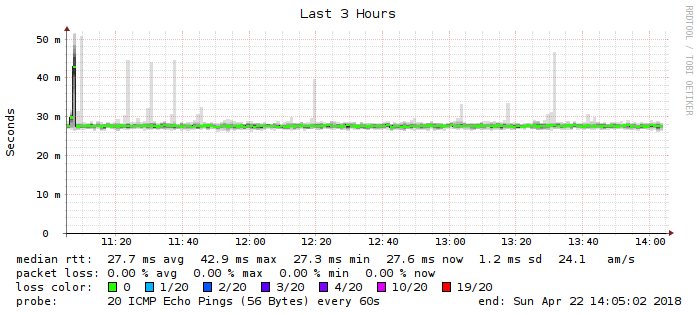 Last 3 Hours
RRDTOOL / TOBI OETIKER
Seconds
50 m
40 m
30 m
20 m
10 m
0
11:20 11:40 12:00 12:20 12:40 13:00 13:20 13:40 14:00
median rtt: 27.7 ms avg 42.9 ms max 27.3 ms min 27.6 ms now 1.2 ms sd 24.1 am/s
packet loss: 0.00 % avg 0.00 % max 0.00 % min 0.00 % now
loss color: 0 1/20 2/20 3/20 4/20 10/20 19/20
probe: 20 ICMP Echo Pings (56 Bytes) every 60s end: Sun Apr 22 14:05:02 2018